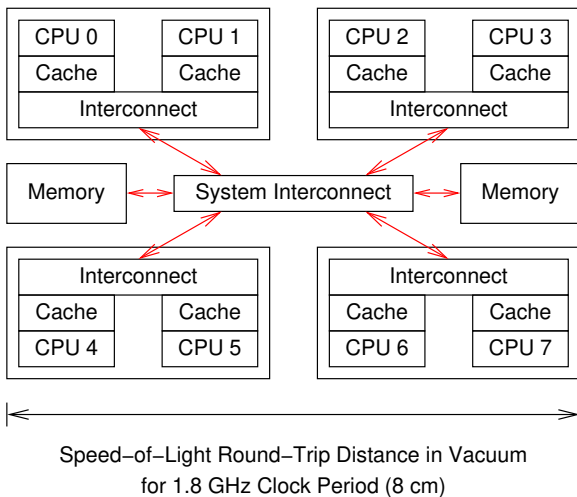 CPU 0 CPU 1 CPU 2 CPU 3
Cache Cache Cache Cache
Interconnect Interconnect
Memory System Interconnect Memory
Interconnect Interconnect
Cache Cache Cache Cache
CPU 4 CPU 5 CPU 6 CPU 7
Speed−of−Light Round−Trip Distance in Vacuum
for 1.8 GHz Clock Period (8 cm)